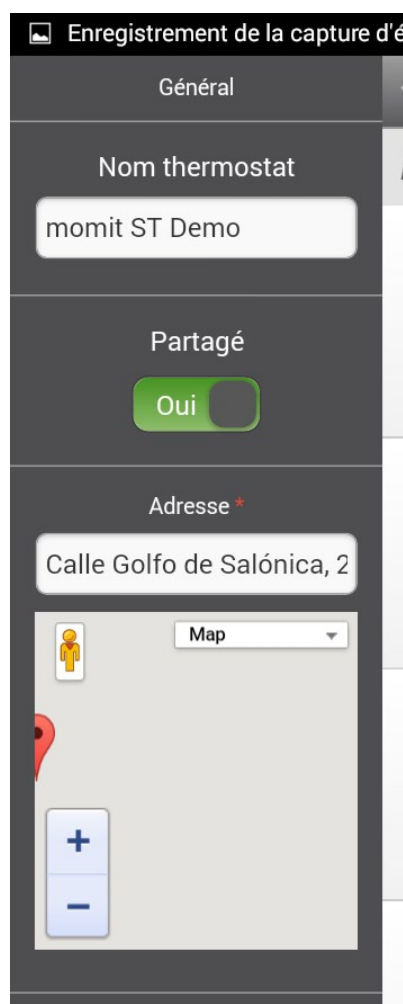 Enregistrement de la capture d'é
Général
Nom thermostat
momit ST Demo
Partagé
Oui
Adresse *
Calle Golfo de Salónica, 2
Map
+
−